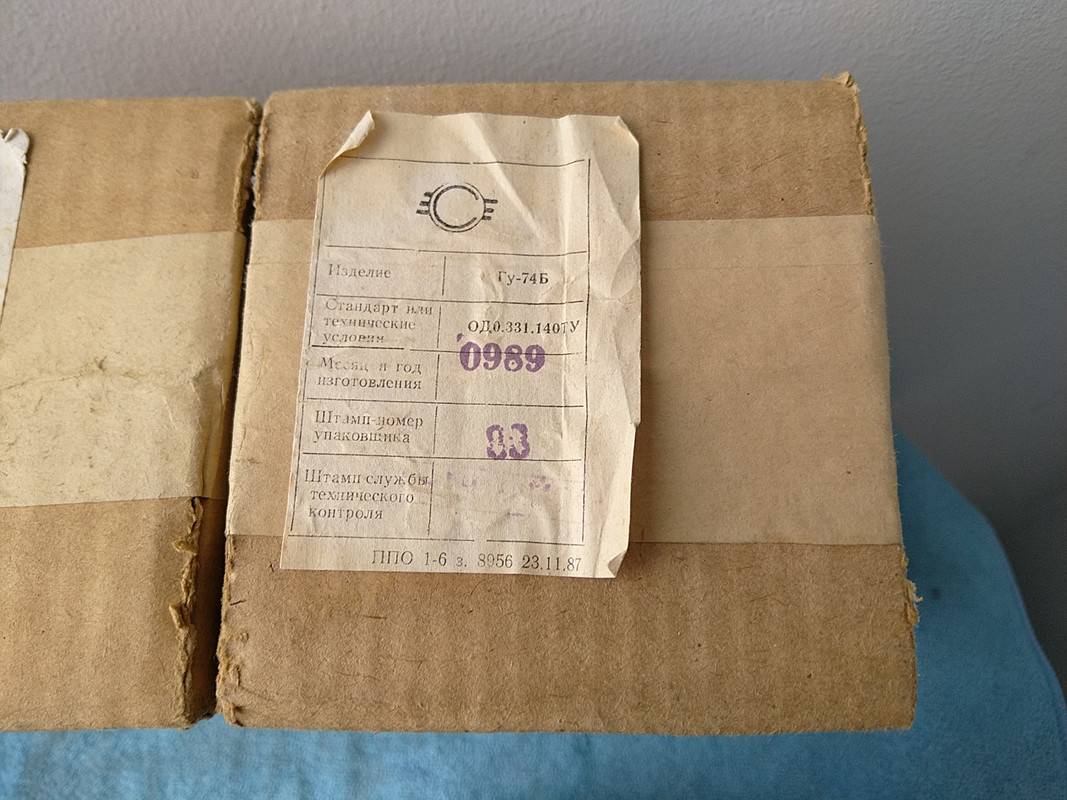 Изделие
Гу-74Б
Стандарт или
технические
условия
ОД0.331.140ТУ
Месяц и год
изготовления
0989
Штамп-номер
упаковщика
Штамп службы
технического
контроля
ППО 1-6 з. 8956 23.11.87